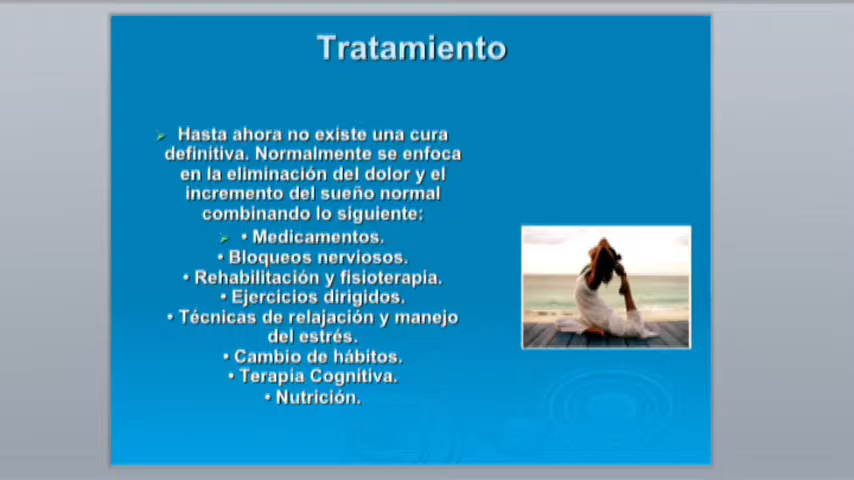 Tratamiento
Hasta ahora no existe una cura
definitiva. Normalmente se enfoca
en la eliminación del dolor y el
incremento del sueño normal
combinando lo siguiente:
• Medicamentos.
• Bloqueos nerviosos.
• Rehabilitación y fisioterapia.
• Ejercicios dirigidos.
• Técnicas de relajación y manejo
del estrés.
• Cambio de hábitos.
• Terapia Cognitiva.
• Nutrición.